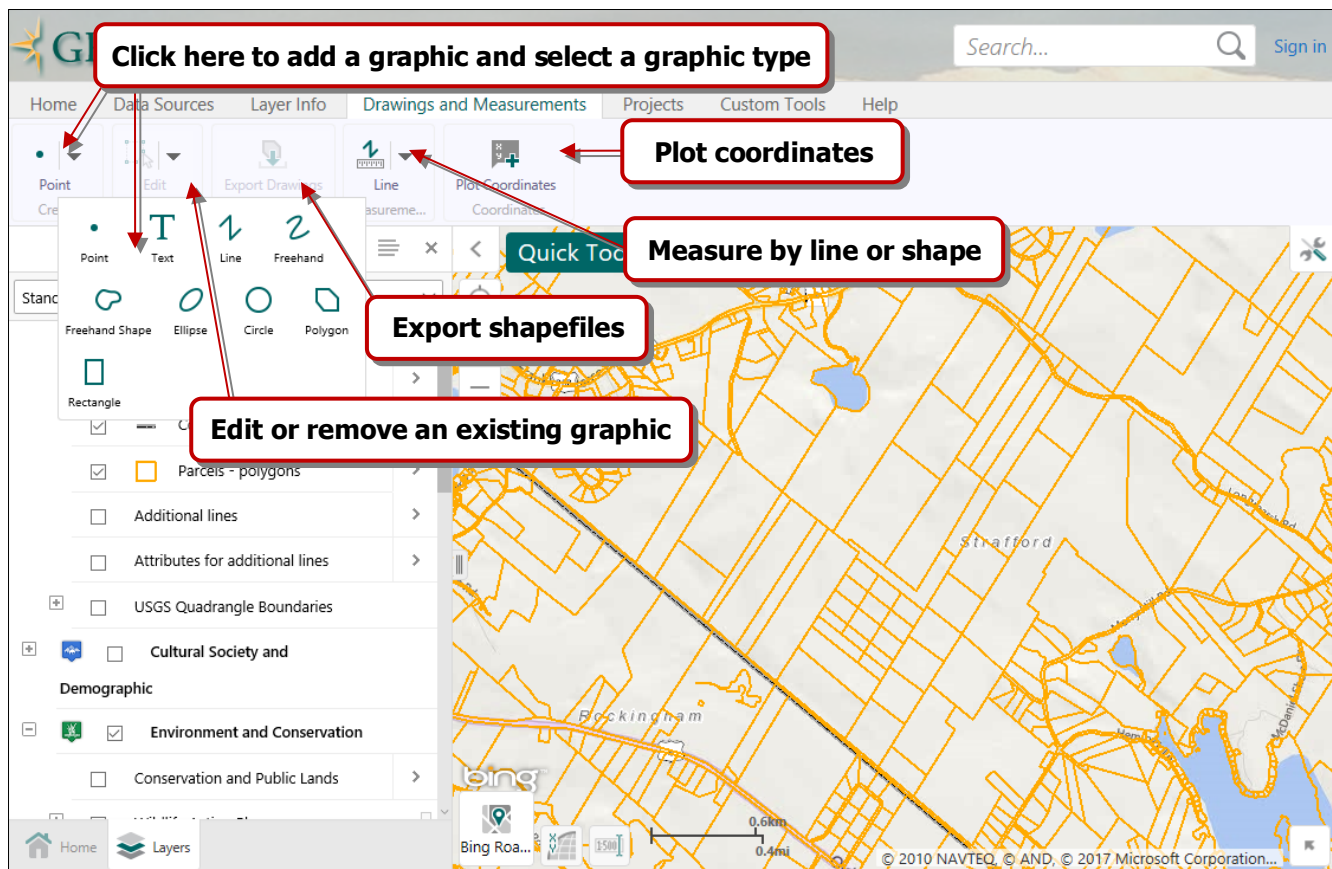 Click here to add a graphic and select a graphic type
Search...
Sign in
Home Data Sources Layer Info Drawings and Measurements Projects Custom Tools Help
Plot coordinates
Point Edit Export Drawings Line Plot Coordinates
Coordinates
Point Text Line Freehand
Quick
Measure by line or shape
Freehand Shape Ellipse Circle Polygon
Export shapefiles
Rectangle
Edit or remove an existing graphic
Parcels - polygons
Additional lines
Attributes for additional lines
USGS Quadrangle Boundaries
Cultural Society and
Demographic
Environment and Conservation
Conservation and Public Lands
Strafford
Rockingham
bing
Bing Roa...
1:500
0.6km
0.4mi
© 2010 NAVTEQ, © AND, © 2017 Microsoft Corporation...
Home Layers